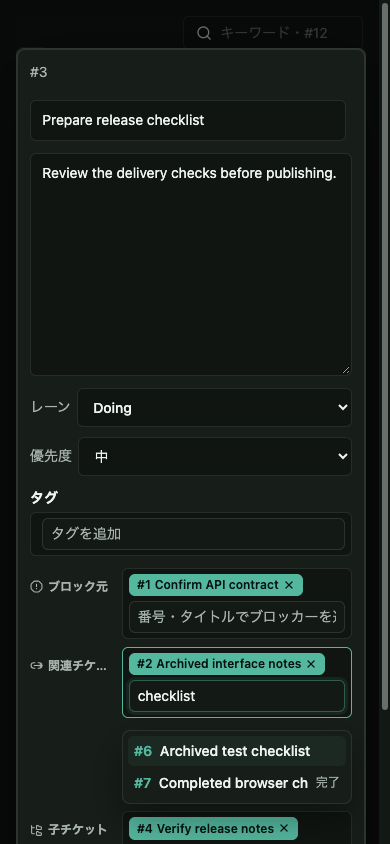 キーワード・#12
#3
Prepare release checklist
Review the delivery checks before publishing.
レーン Doing
優先度 中
タグ
タグを追加
ブロック元 #1 Confirm API contract ×
番号・タイトルでブロッカーを
関連チケ... #2 Archived interface notes ×
checklist
#6 Archived test checklist
#7 Completed browser ch 完了
子チケット #4 Verify release notes ×